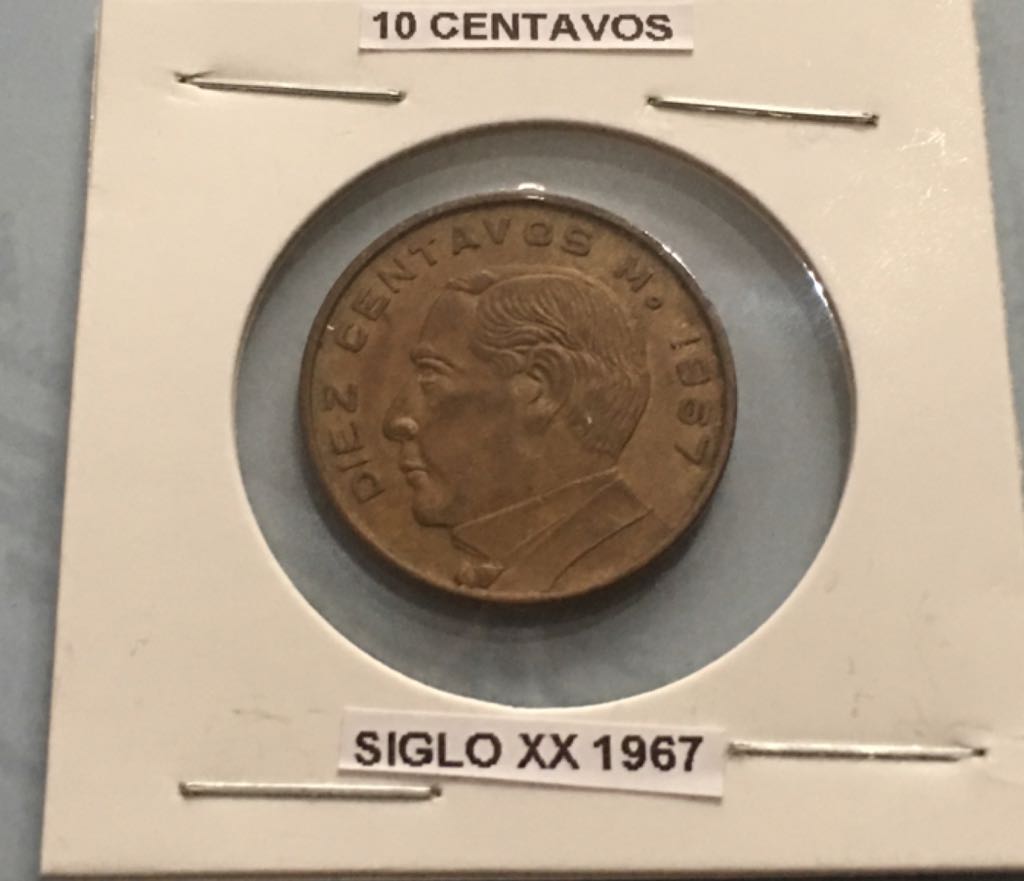 10 CENTAVOS
DIEZ CENTAVOS Mo 1967
SIGLO XX 1967